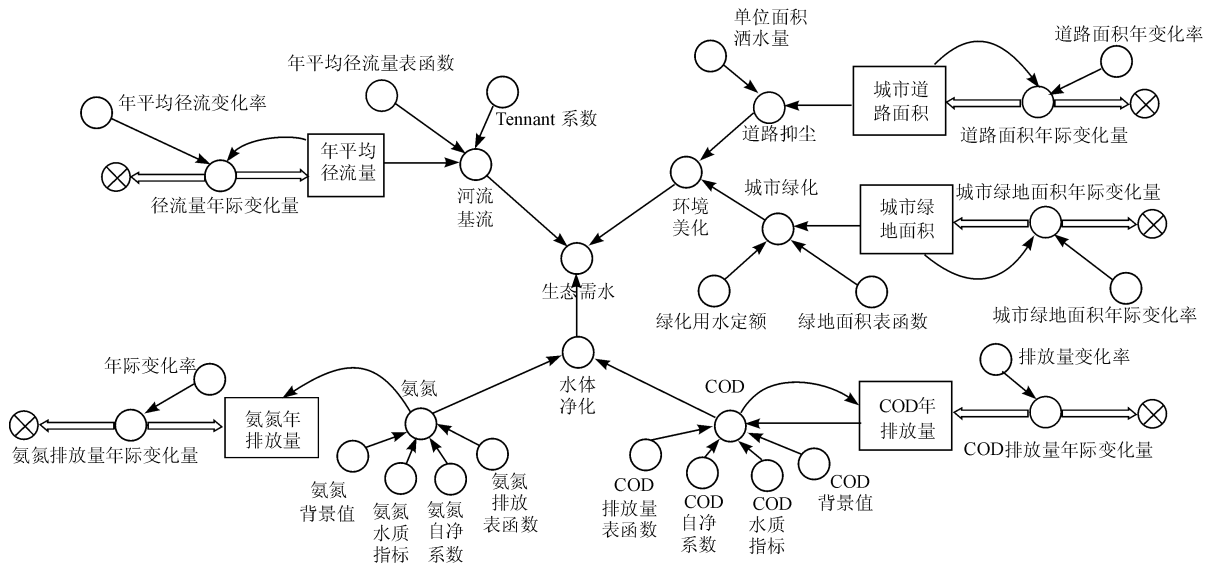 单位面积
洒水量
道路面积年变化率
年平均径流量表函数
年平均径流变化率
Tennant 系数
城市道
路面积
道路抑尘
道路面积年际变化量
年平均
径流量
径流量年际变化量
河流
基流
环境
美化
城市绿化
城市绿
地面积
城市绿地面积年际变化量
生态需水
绿化用水定额
绿地面积表函数
城市绿地面积年际变化率
年际变化率
氨氮
水体
净化
COD
排放量变化率
氨氮年
排放量
COD年
排放量
氨氮排放量年际变化量
COD排放量年际变化量
氨氮
背景值
氨氮
水质
指标
氨氮
自净
系数
氨氮
排放
表函数
COD
排放量
表函数
COD
自净
系数
COD
水质
指标
COD
背景值